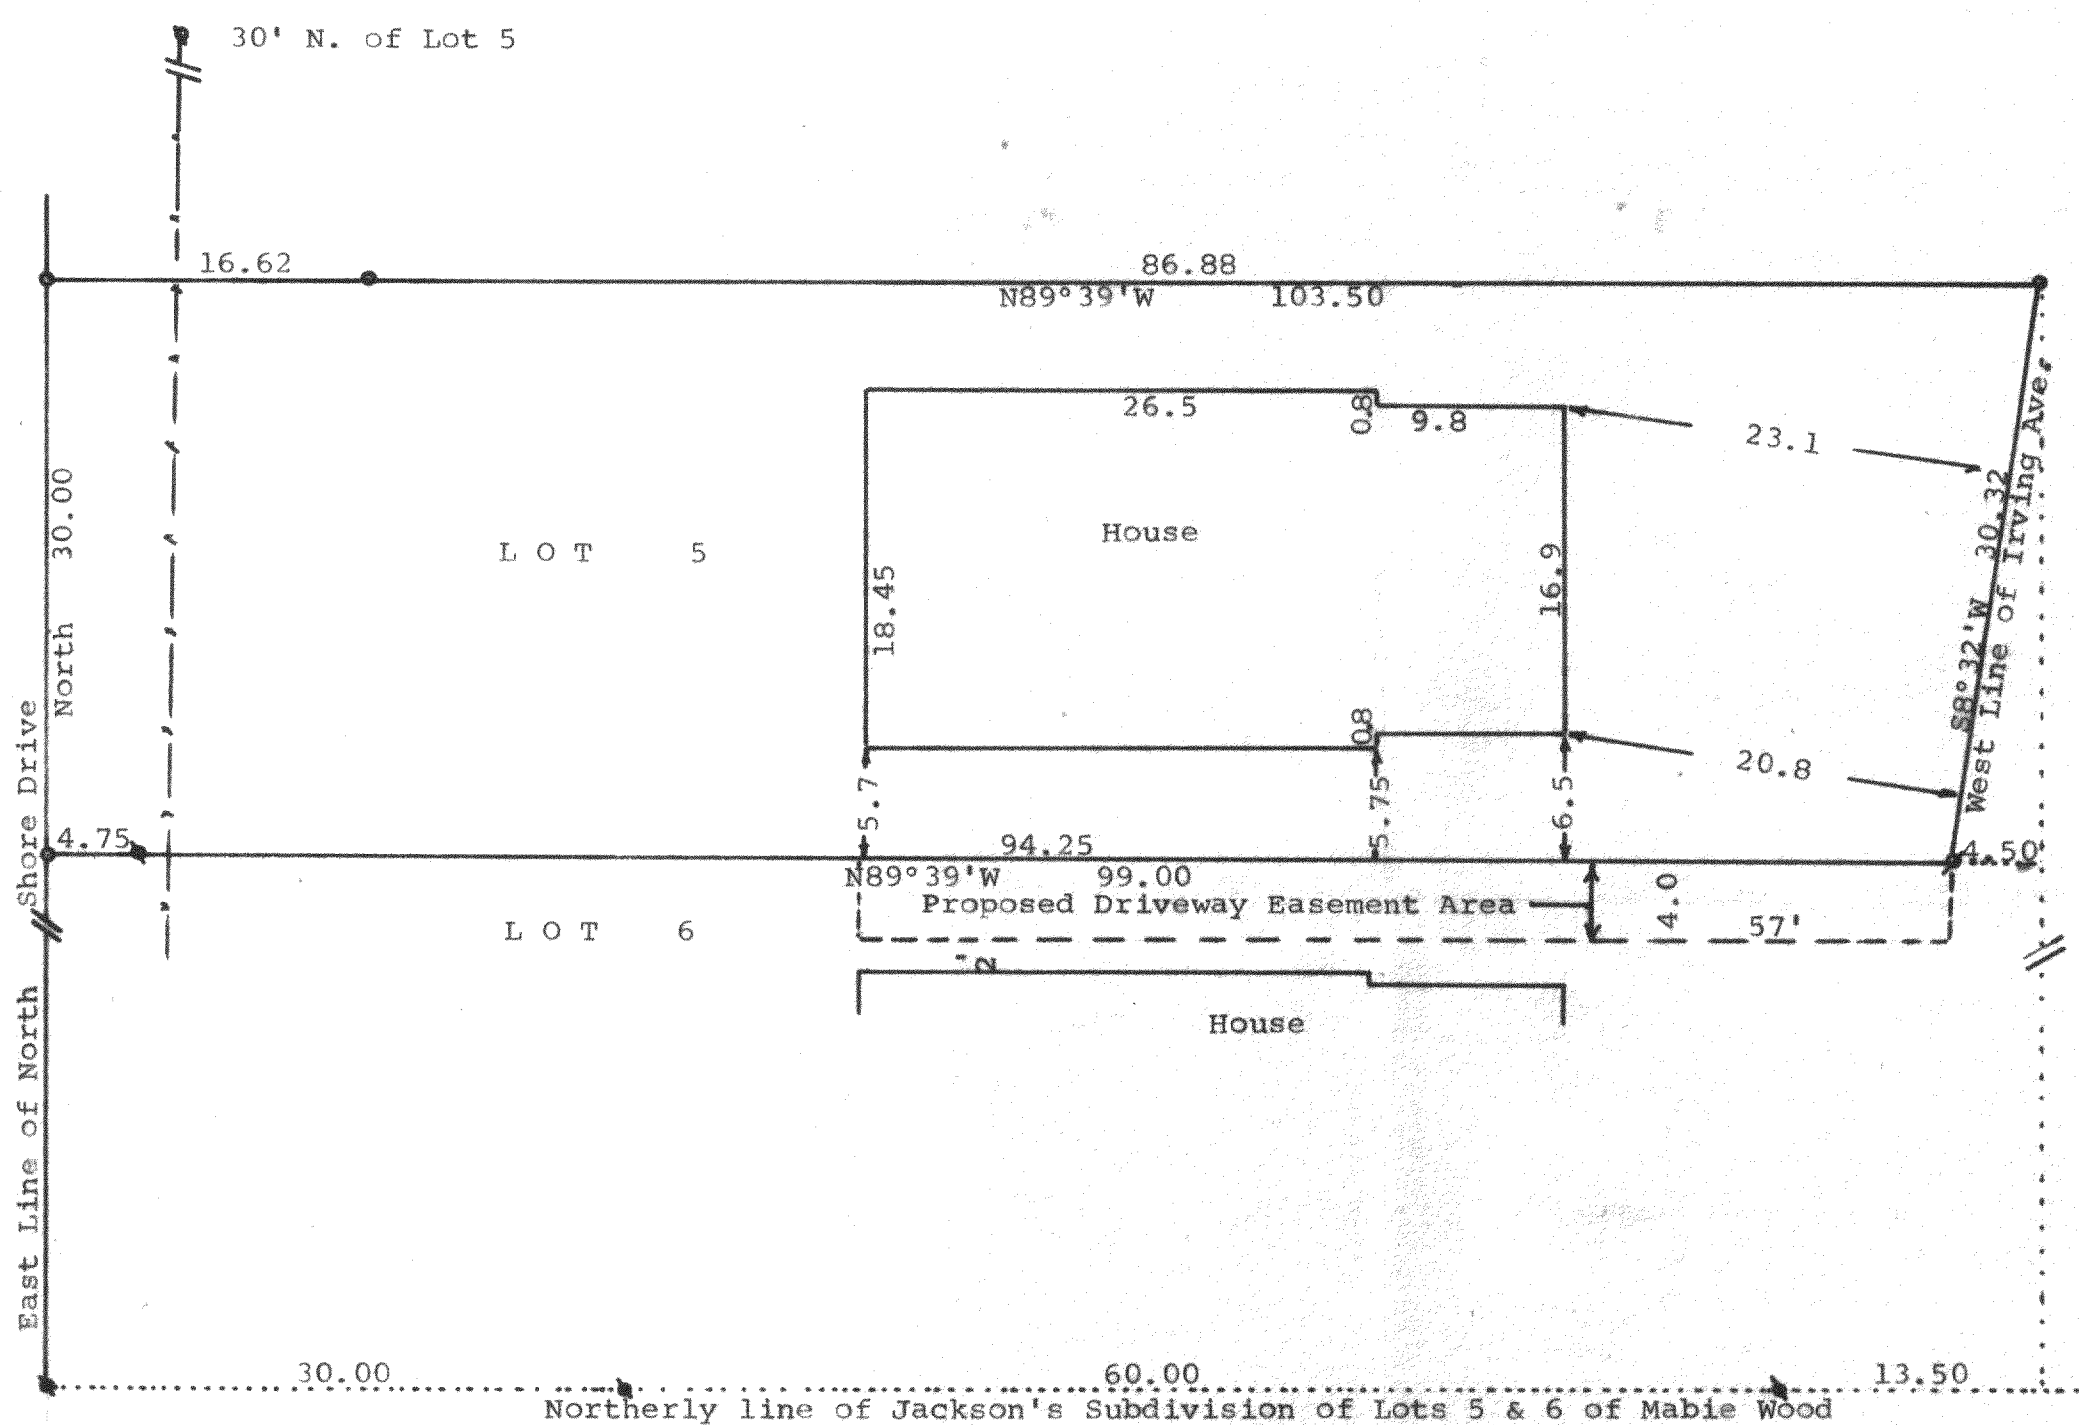 30' N. of Lot 5
16.62
86.88
N89°39'W 103.50
26.5
0.8
9.8
23.1
House
LOT 5
North 30.00
18.45
16.9
S8°32'W 30.32
West Line of Irving Ave.
0.8
20.8
5.7
5.75
6.5
4.75
94.25
4.50
N89°39'W 99.00
Proposed Driveway Easement Area
4.0
57'
LOT 6
2'
House
East Line of North Shore Drive
30.00
60.00
13.50
Northerly line of Jackson's Subdivision of Lots 5 & 6 of Mabie Wood